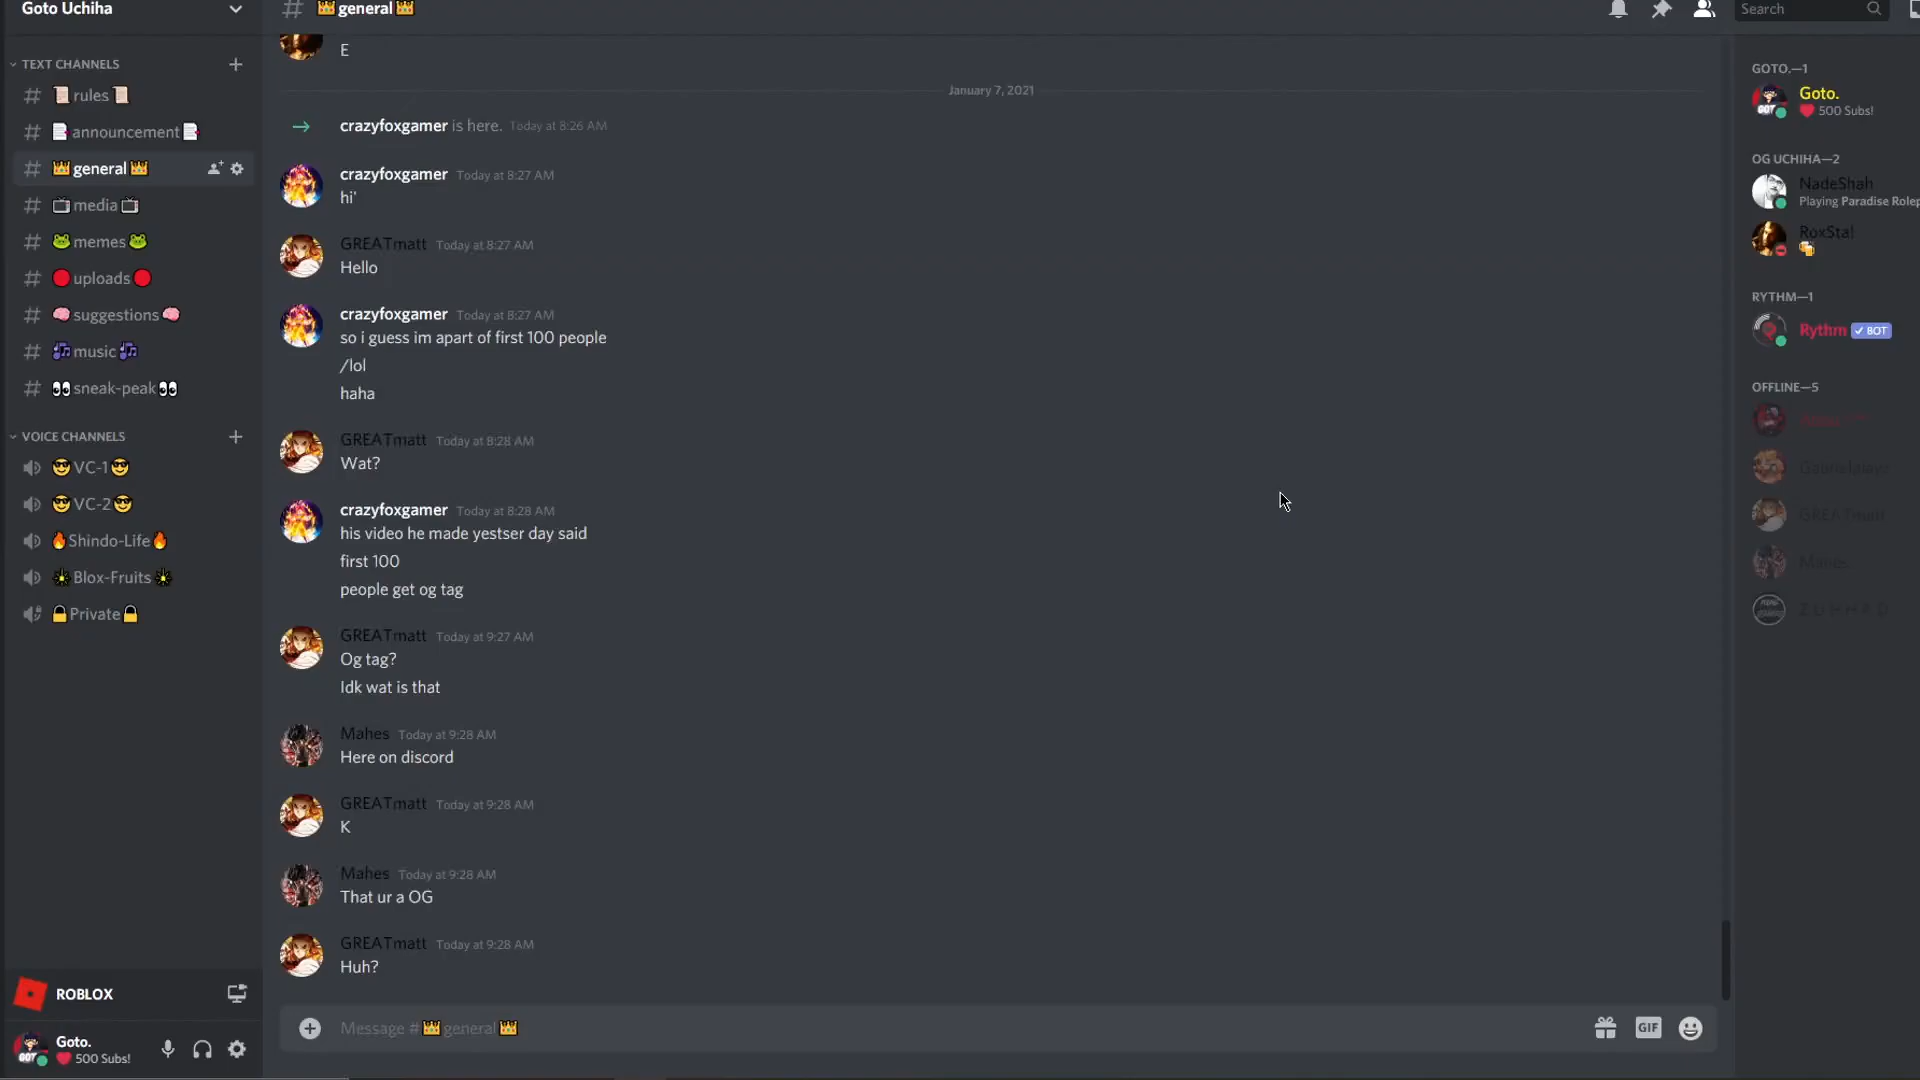 Goto Uchiha
TEXT CHANNELS
# 📜rules📜
# 📑announcement📑
# 👑general👑
# 📺media📺
# 🐸memes🐸
# 🔴uploads🔴
# 🧠suggestions🧠
# 🎶music🎶
# 👀sneak-peak👀
VOICE CHANNELS
😎VC-1😎
😎VC-2😎
🔥Shindo-Life🔥
Blox-Fruits
🔒Private🔒
ROBLOX
Goto.
500 Subs!
# 👑general👑
E
January 7, 2021
crazyfoxgamer is here. Today at 8:26 AM
crazyfoxgamer Today at 8:27 AM
hi'
GREATmatt Today at 8:27 AM
Hello
crazyfoxgamer Today at 8:27 AM
so i guess im apart of first 100 people
/lol
haha
GREATmatt Today at 8:28 AM
Wat?
crazyfoxgamer Today at 8:28 AM
his video he made yestser day said
first 100
people get og tag
GREATmatt Today at 9:27 AM
Og tag?
Idk wat is that
Mahes Today at 9:28 AM
Here on discord
GREATmatt Today at 9:28 AM
K
Mahes Today at 9:28 AM
That ur a OG
GREATmatt Today at 9:28 AM
Huh?
Message #👑general👑
GIF
Search
GOTO.—1
Goto.
500 Subs!
OG UCHIHA—2
NadeShah
Playing Paradise Rolep
RoxSta!
RYTHM—1
Rythm ✓ BOT
OFFLINE—5
GREATmatt
Mahes